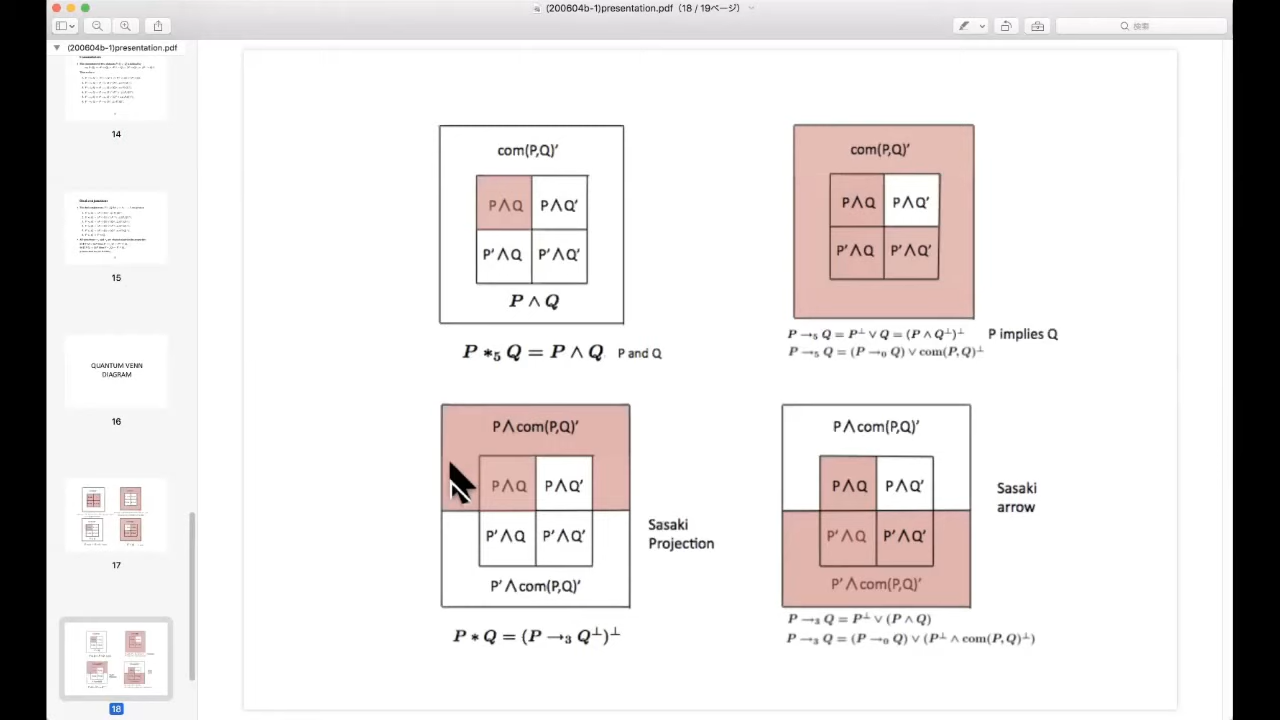 (200604b-1)presentation.pdf（18 / 19ページ）
検索
(200604b-1)presentation.pdf
14
15
QUANTUM VENN
DIAGRAM
16
17
18
com(P,Q)′
P∧Q P∧Q′
P′∧Q P′∧Q′
P ∧ Q
P ∗₅ Q = P ∧ Q P and Q
com(P,Q)′
P∧Q P∧Q′
P′∧Q P′∧Q′
P →₅ Q = P⊥ ∨ Q = (P ∧ Q⊥)⊥ P implies Q
P →₅ Q = (P →₀ Q) ∨ com(P, Q)⊥
P∧com(P,Q)′
P∧Q P∧Q′
P′∧Q P′∧Q′
P′∧com(P,Q)′
Sasaki
Projection
P ∗ Q = (P →₃ Q⊥)⊥
P∧com(P,Q)′
P∧Q P∧Q′
P′∧Q P′∧Q′
P′∧com(P,Q)′
Sasaki
arrow
P →₃ Q = P⊥ ∨ (P ∧ Q)
P →₃ Q = (P →₀ Q) ∨ (P⊥ ∧ com(P, Q)⊥)